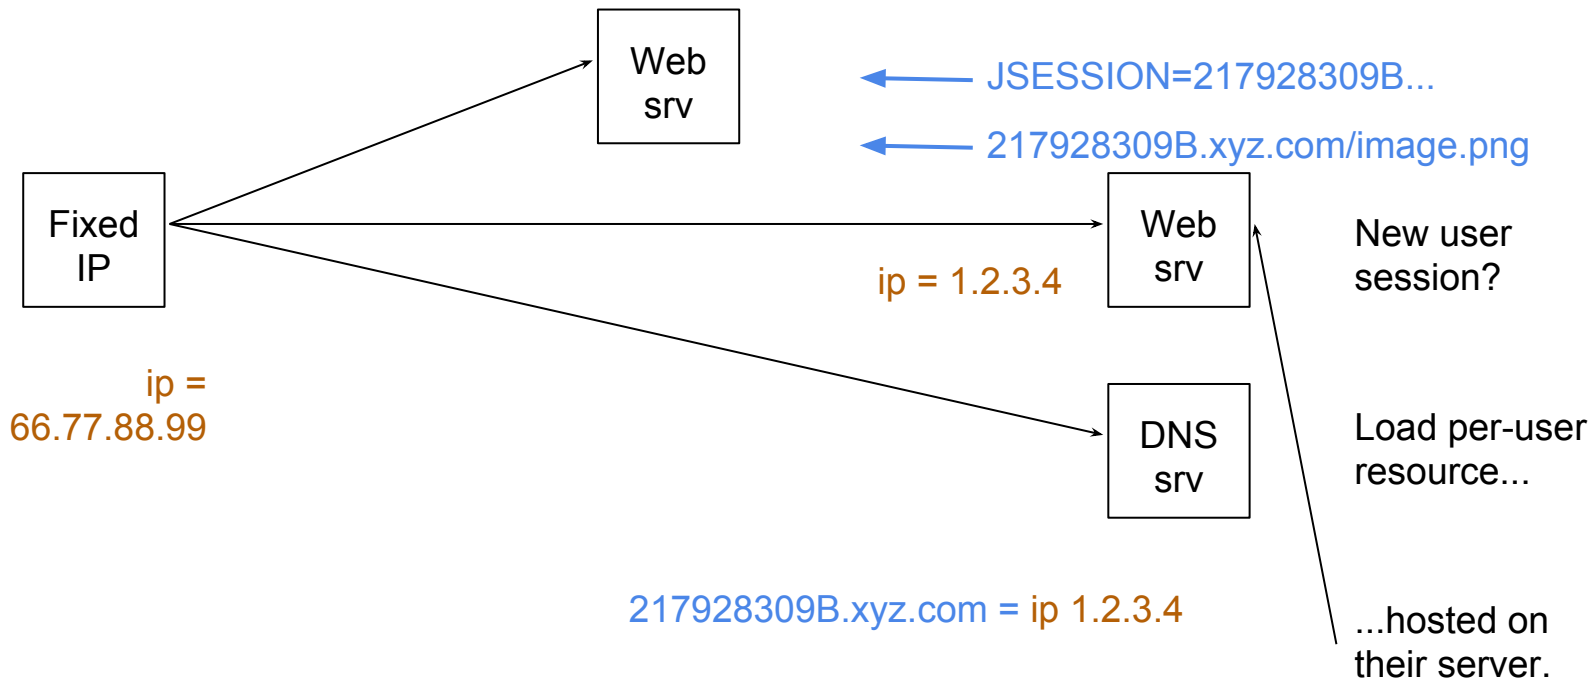 Web
srv
JSESSION=217928309B...
217928309B.xyz.com/image.png
Fixed
IP
Web
srv
New user
session?
ip = 1.2.3.4
ip =
66.77.88.99
DNS
srv
Load per-user
resource...
217928309B.xyz.com = ip 1.2.3.4
...hosted on
their server.